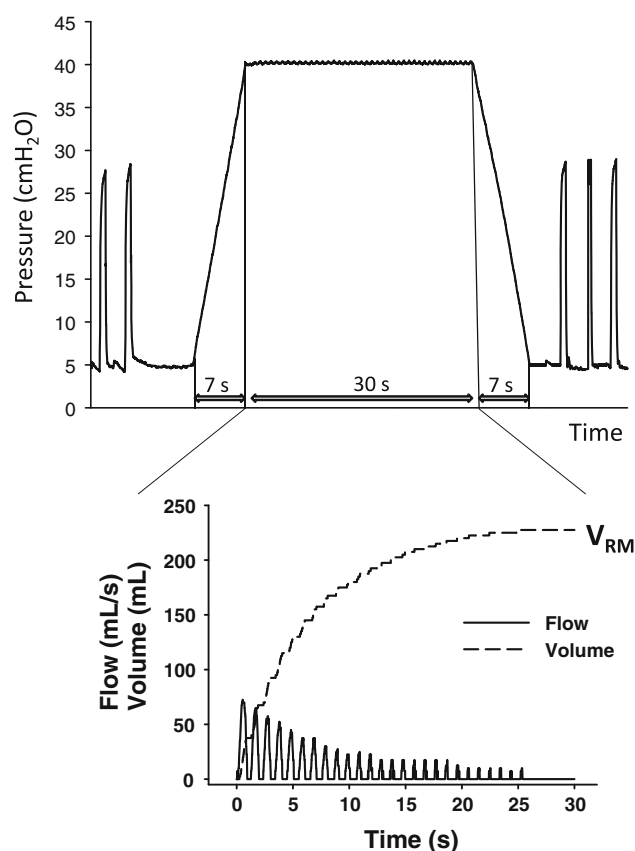 Pressure (cmH₂O)
45
40
35
30
25
20
15
10
5
0
7 s
30 s
7 s
Time
Flow (mL/s)
Volume (mL)
250
200
150
100
50
0
V_RM
Flow
Volume
0 5 10 15 20 25 30
Time (s)